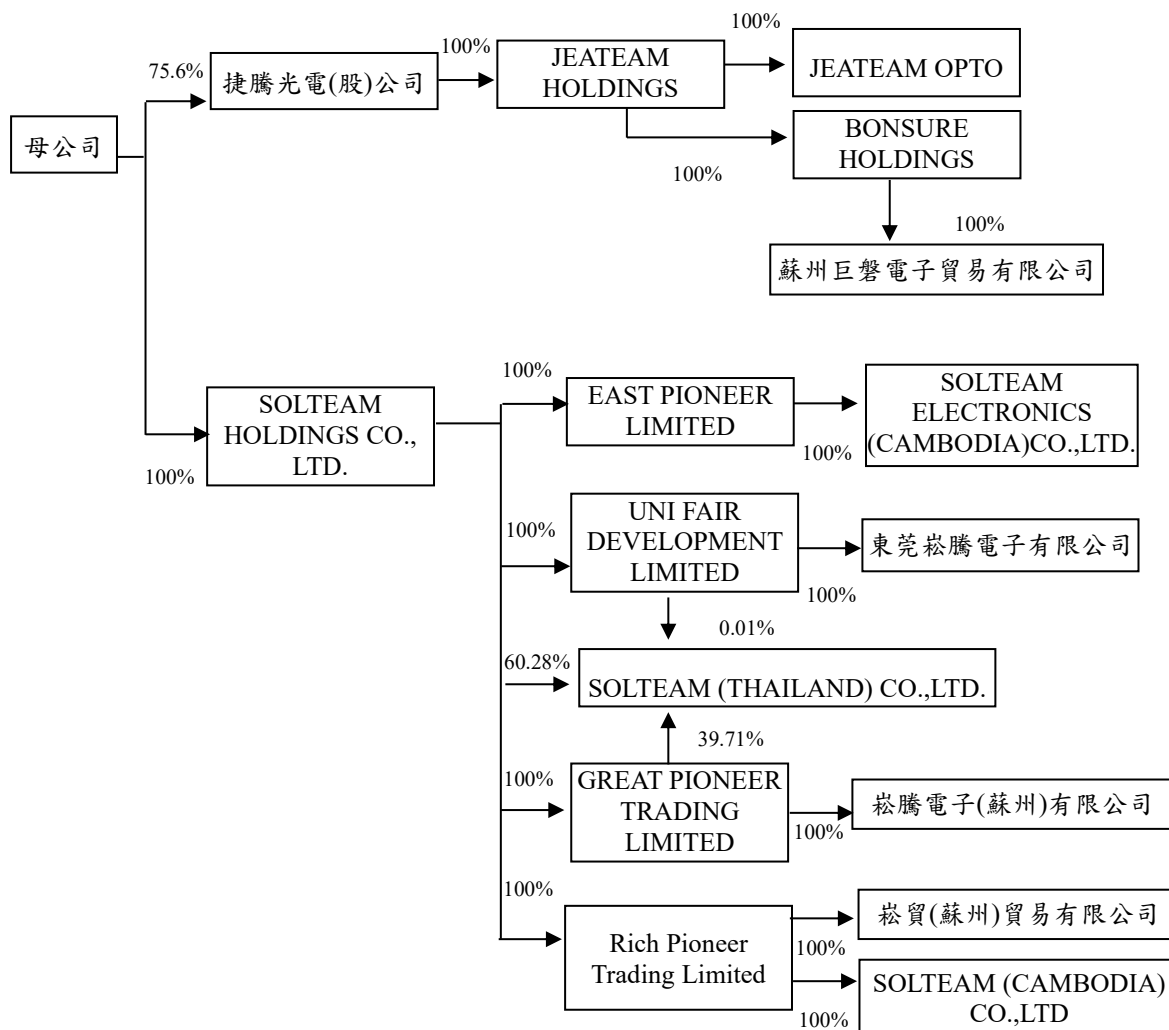 100%
100%
75.6%
捷騰光電(股)公司
JEATEAM
HOLDINGS
JEATEAM OPTO
母公司
BONSURE
HOLDINGS
100%
100%
蘇州巨磐電子貿易有限公司
100%
SOLTEAM
HOLDINGS CO.,
LTD.
100%
EAST PIONEER
LIMITED
100%
SOLTEAM
ELECTRONICS
(CAMBODIA)CO.,LTD.
100%
UNI FAIR
DEVELOPMENT
LIMITED
100%
東莞崧騰電子有限公司
0.01%
60.28%
SOLTEAM (THAILAND) CO.,LTD.
39.71%
100%
GREAT PIONEER
TRADING
LIMITED
100%
崧騰電子(蘇州)有限公司
100%
Rich Pioneer
Trading Limited
100%
崧貿(蘇州)貿易有限公司
100%
SOLTEAM (CAMBODIA)
CO.,LTD